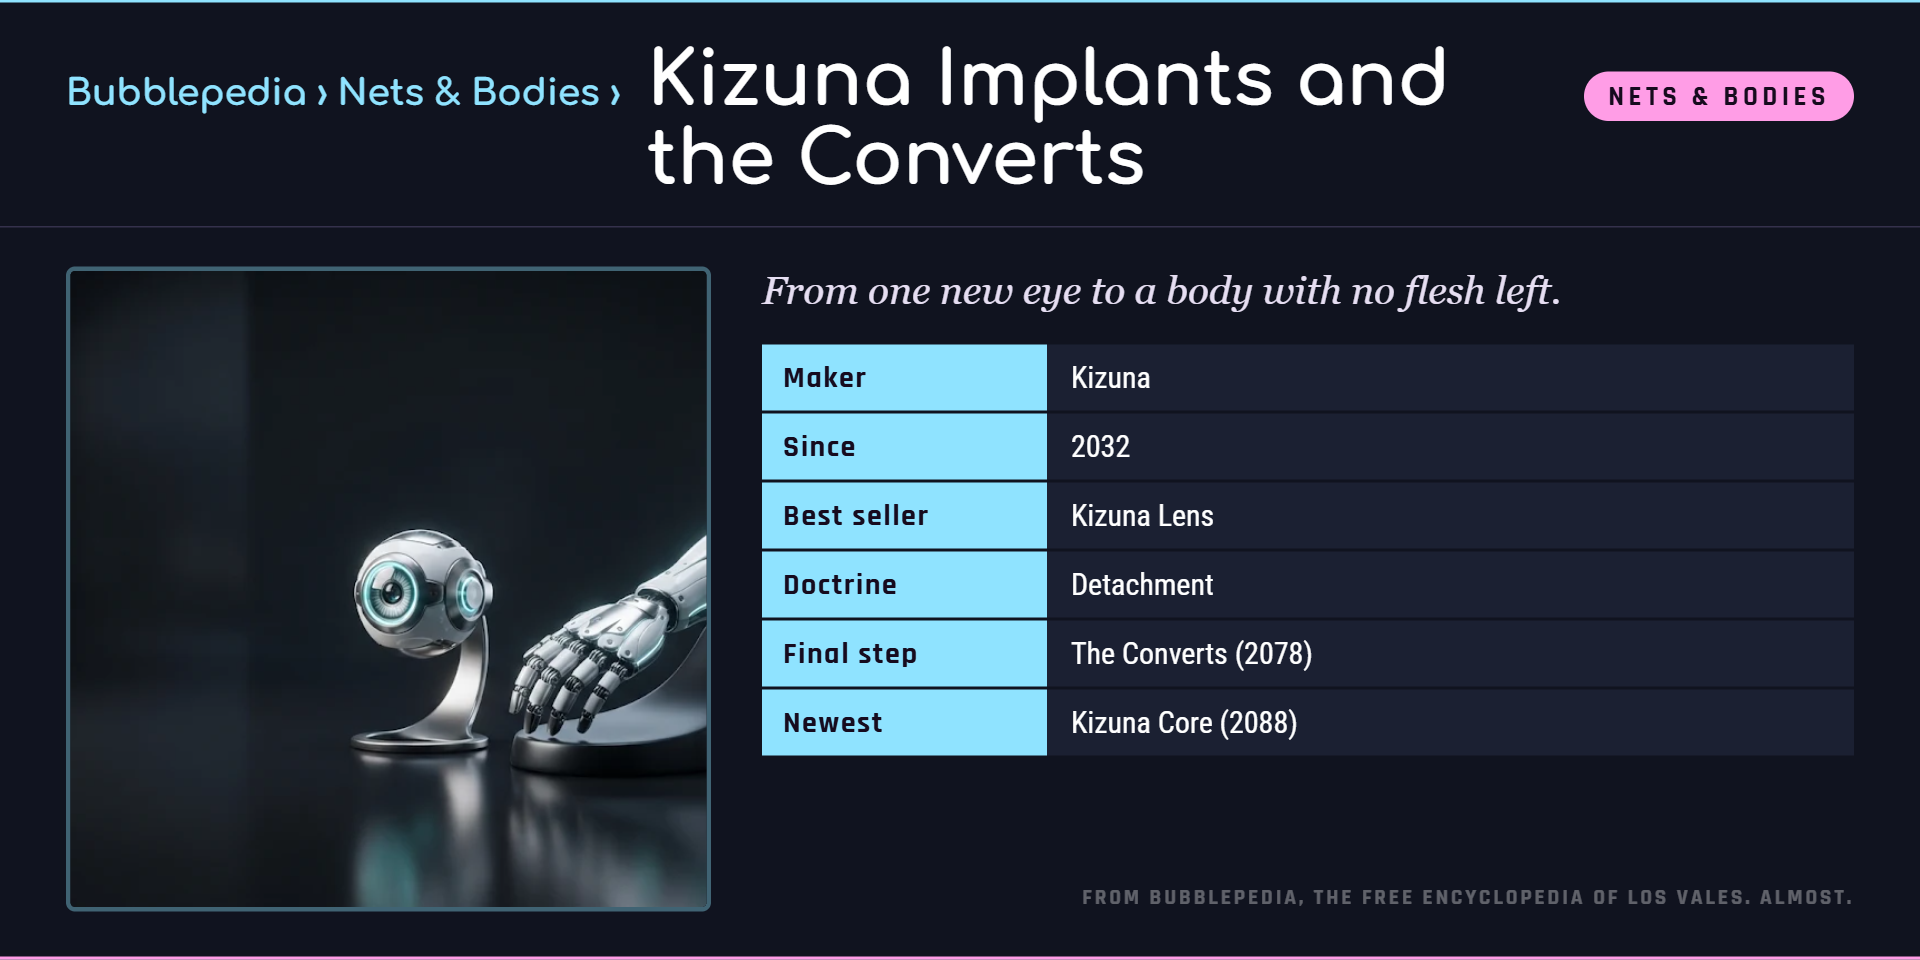 Bubblepedia › Nets & Bodies ›
Kizuna Implants and
the Converts
NETS & BODIES
From one new eye to a body with no flesh left.
Maker Kizuna
Since 2032
Best seller Kizuna Lens
Doctrine Detachment
Final step The Converts (2078)
Newest Kizuna Core (2088)
FROM BUBBLEPEDIA, THE FREE ENCYCLOPEDIA OF LOS VALES. ALMOST.